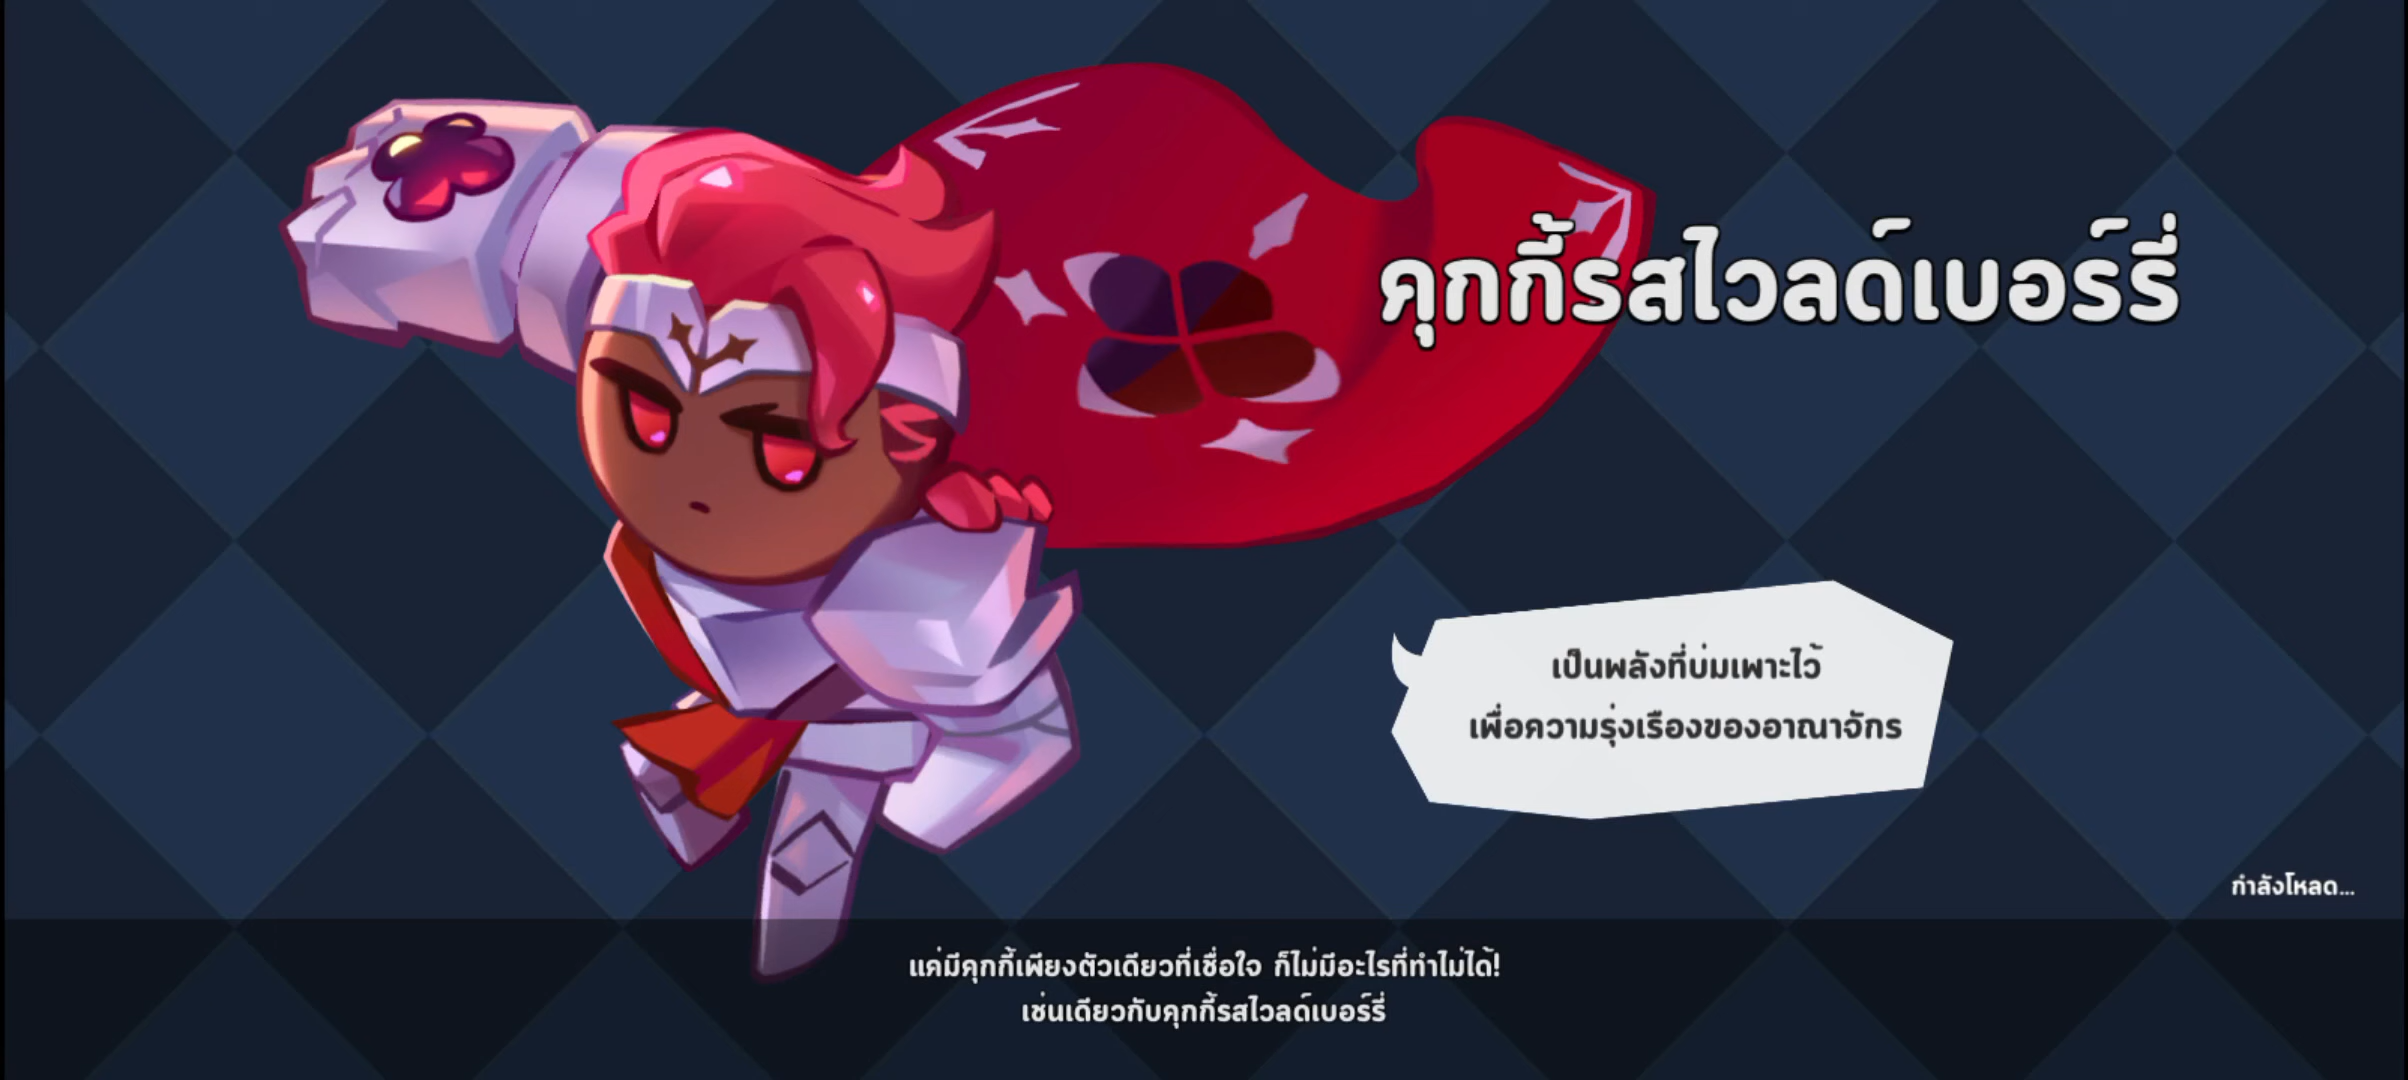 คุกกี้รสไวลด์เบอร์รี่
เป็นพลังที่บ่มเพาะไว้
เพื่อความรุ่งเรืองของอาณาจักร
กำลังโหลด...
แค่มีคุกกี้เพียงตัวเดียวที่เชื่อใจ ก็ไม่มีอะไรที่ทำไม่ได้!
เช่นเดียวกับคุกกี้รสไวลด์เบอร์รี่